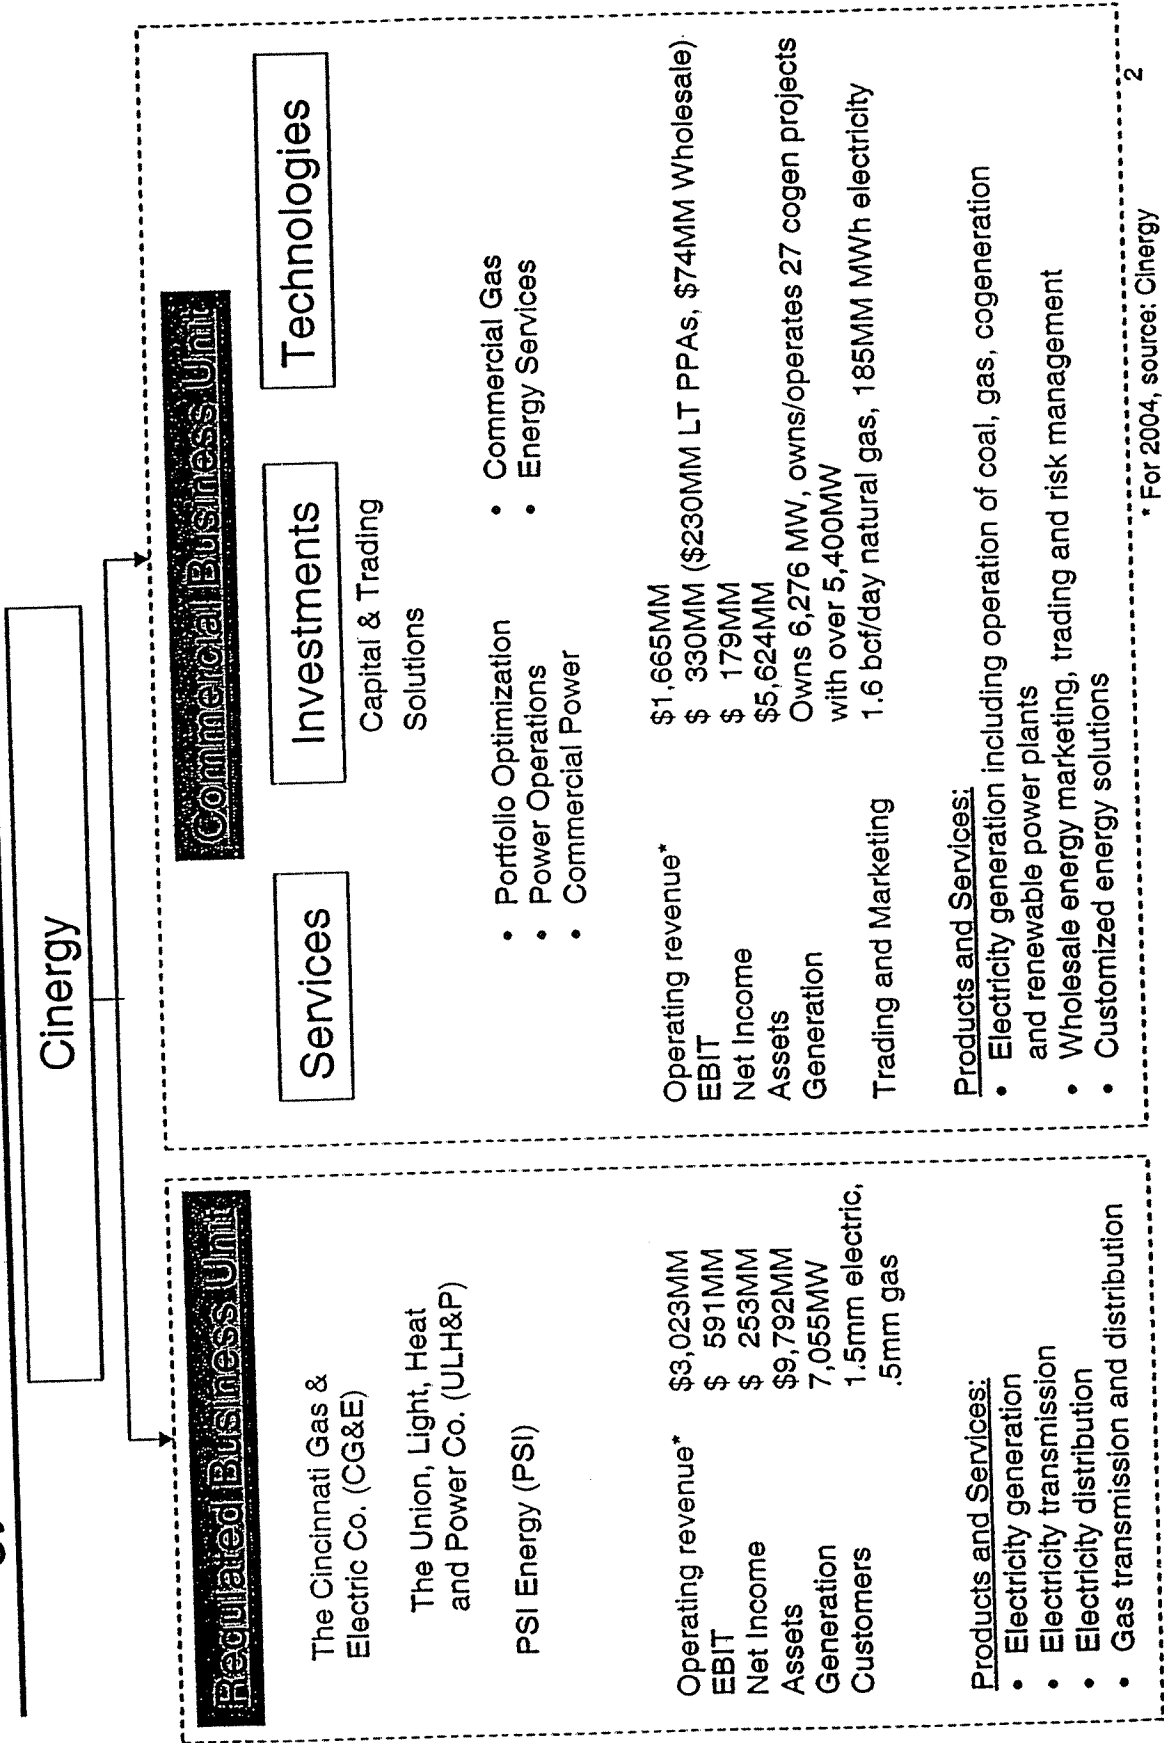 Cinergy
Regulated Business Unit
The Cincinnati Gas &
Electric Co. (CG&E)
The Union, Light, Heat
and Power Co. (ULH&P)
PSI Energy (PSI)
Operating revenue* $3,023MM
EBIT $ 591MM
Net Income $ 253MM
Assets $9,792MM
Generation 7,055MW
Customers 1.5mm electric,
.5mm gas
Products and Services:
• Electricity generation
• Electricity transmission
• Electricity distribution
• Gas transmission and distribution
Commercial Business Unit
Services
Investments
Technologies
Capital & Trading
Solutions
• Portfolio Optimization
• Power Operations
• Commercial Power
• Commercial Gas
• Energy Services
Operating revenue* $1,665MM
EBIT $ 330MM ($230MM LT PPAs, $74MM Wholesale)
Net Income $ 179MM
Assets $5,624MM
Generation Owns 6,276 MW, owns/operates 27 cogen projects
with over 5,400MW
Trading and Marketing 1.6 bcf/day natural gas, 185MM MWh electricity
Products and Services:
• Electricity generation including operation of coal, gas, cogeneration
and renewable power plants
• Wholesale energy marketing, trading and risk management
• Customized energy solutions
* For 2004, source: Cinergy
2